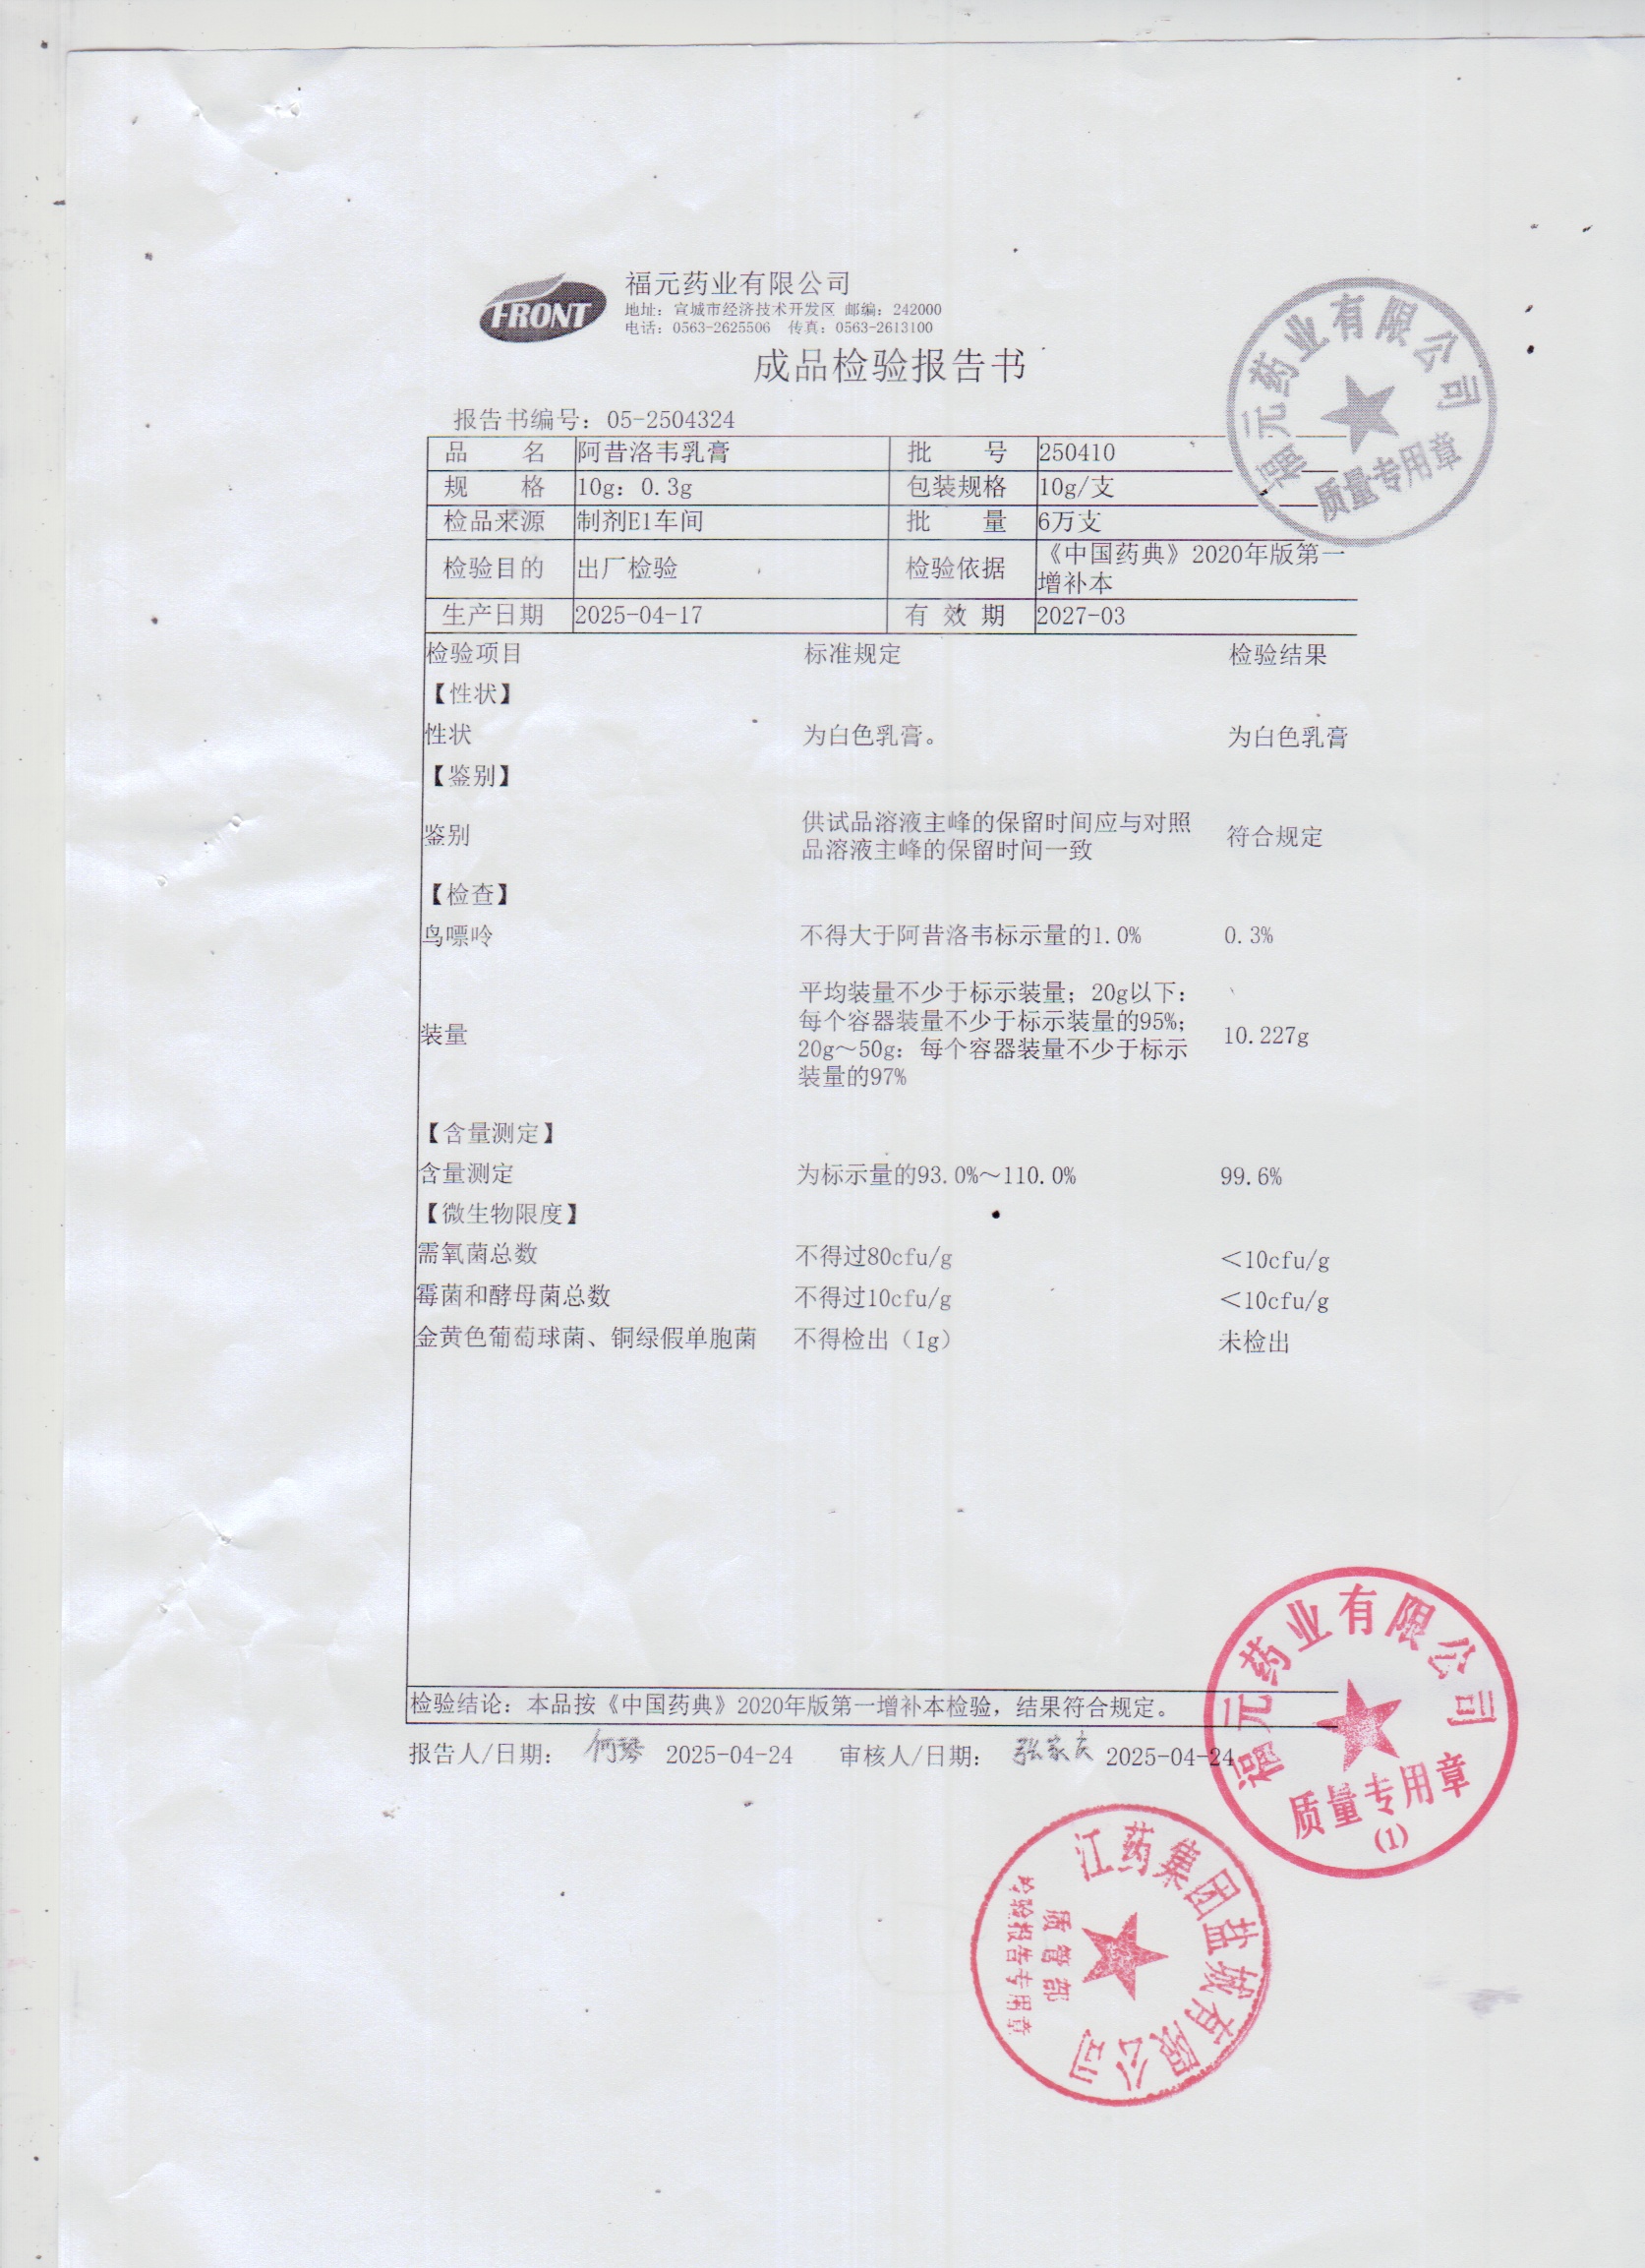 FRONT
福元药业有限公司
地址：宣城市经济技术开发区 邮编：242000
电话：0563-2625506 传真：0563-2613100
成品检验报告书
报告书编号：05-2504324
品 名 阿昔洛韦乳膏 批 号 250410
规 格 10g：0.3g 包装规格 10g/支
检品来源 制剂E1车间 批 量 6万支
检验目的 出厂检验 检验依据 《中国药典》2020年版第一
增补本
生产日期 2025-04-17 有 效 期 2027-03
福元药业有限公司
质量专用章
检验项目 标准规定 检验结果
【性状】
性状 为白色乳膏。 为白色乳膏
【鉴别】
鉴别 供试品溶液主峰的保留时间应与对照 符合规定
品溶液主峰的保留时间一致
【检查】
鸟嘌呤 不得大于阿昔洛韦标示量的1.0% 0.3%
平均装量不少于标示装量；20g以下：
装量 每个容器装量不少于标示装量的95%； 10.227g
20g～50g：每个容器装量不少于标示
装量的97%
【含量测定】
含量测定 为标示量的93.0%～110.0% 99.6%
【微生物限度】
需氧菌总数 不得过80cfu/g ＜10cfu/g
霉菌和酵母菌总数 不得过10cfu/g ＜10cfu/g
金黄色葡萄球菌、铜绿假单胞菌 不得检出（1g） 未检出
检验结论：本品按《中国药典》2020年版第一增补本检验，结果符合规定。
报告人/日期： 2025-04-24 审核人/日期： 张家庆 2025-04-24
福元药业有限公司
质量专用章
(1)
江药集团盐城有限公司
质管部
检验报告专用章